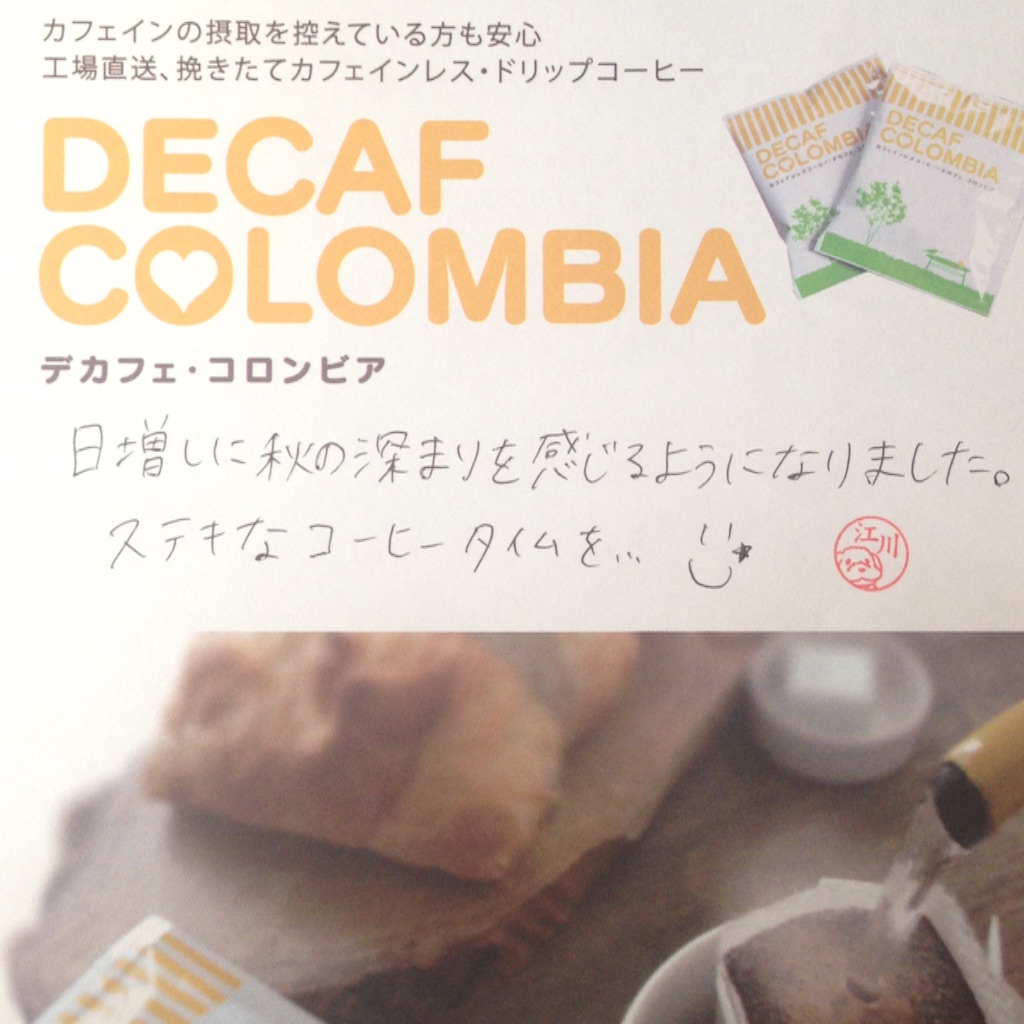 カフェインの摂取を控えている方も安心
工場直送、挽きたてカフェインレス・ドリップコーヒー
DECAF
COLOMBIA
デカフェ・コロンビア
DECAF
COLOMBIA
DECAF
COLOMBIA
日増しに秋の深まりを感じるようになりました。
ステキなコーヒータイムを...
江川